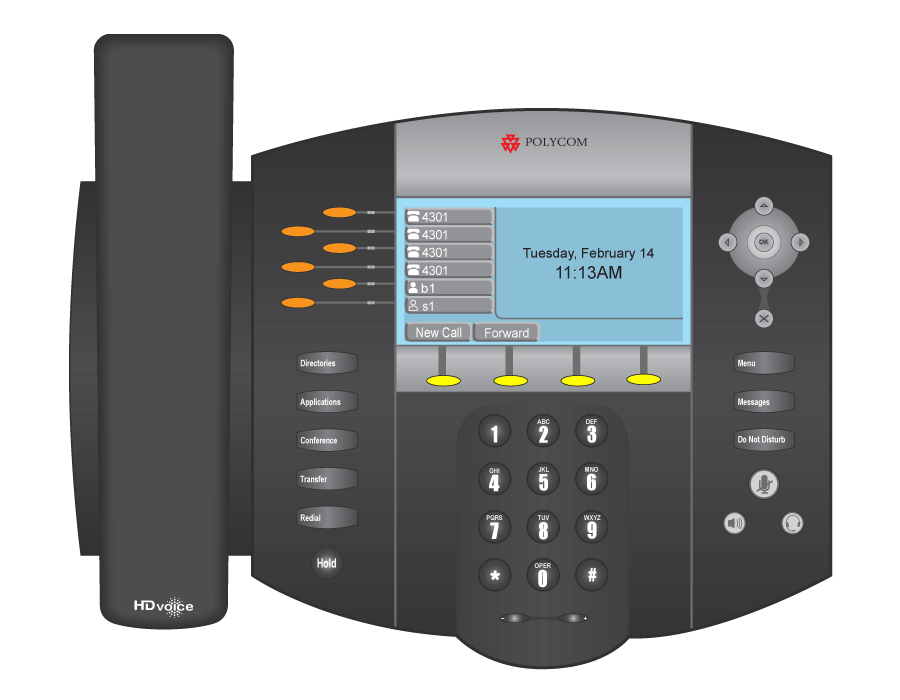 POLYCOM
4301
4301
4301
4301
b1
s1
Tuesday, February 14
11:13AM
New Call
Forward
OK
Directories
Applications
Conference
Transfer
Redial
Hold
Menu
Messages
Do Not Disturb
1
ABC
2
DEF
3
GHI
4
JKL
5
MNO
6
PQRS
7
TUV
8
WXYZ
9
*
OPER
0
#
- +
HDvoice